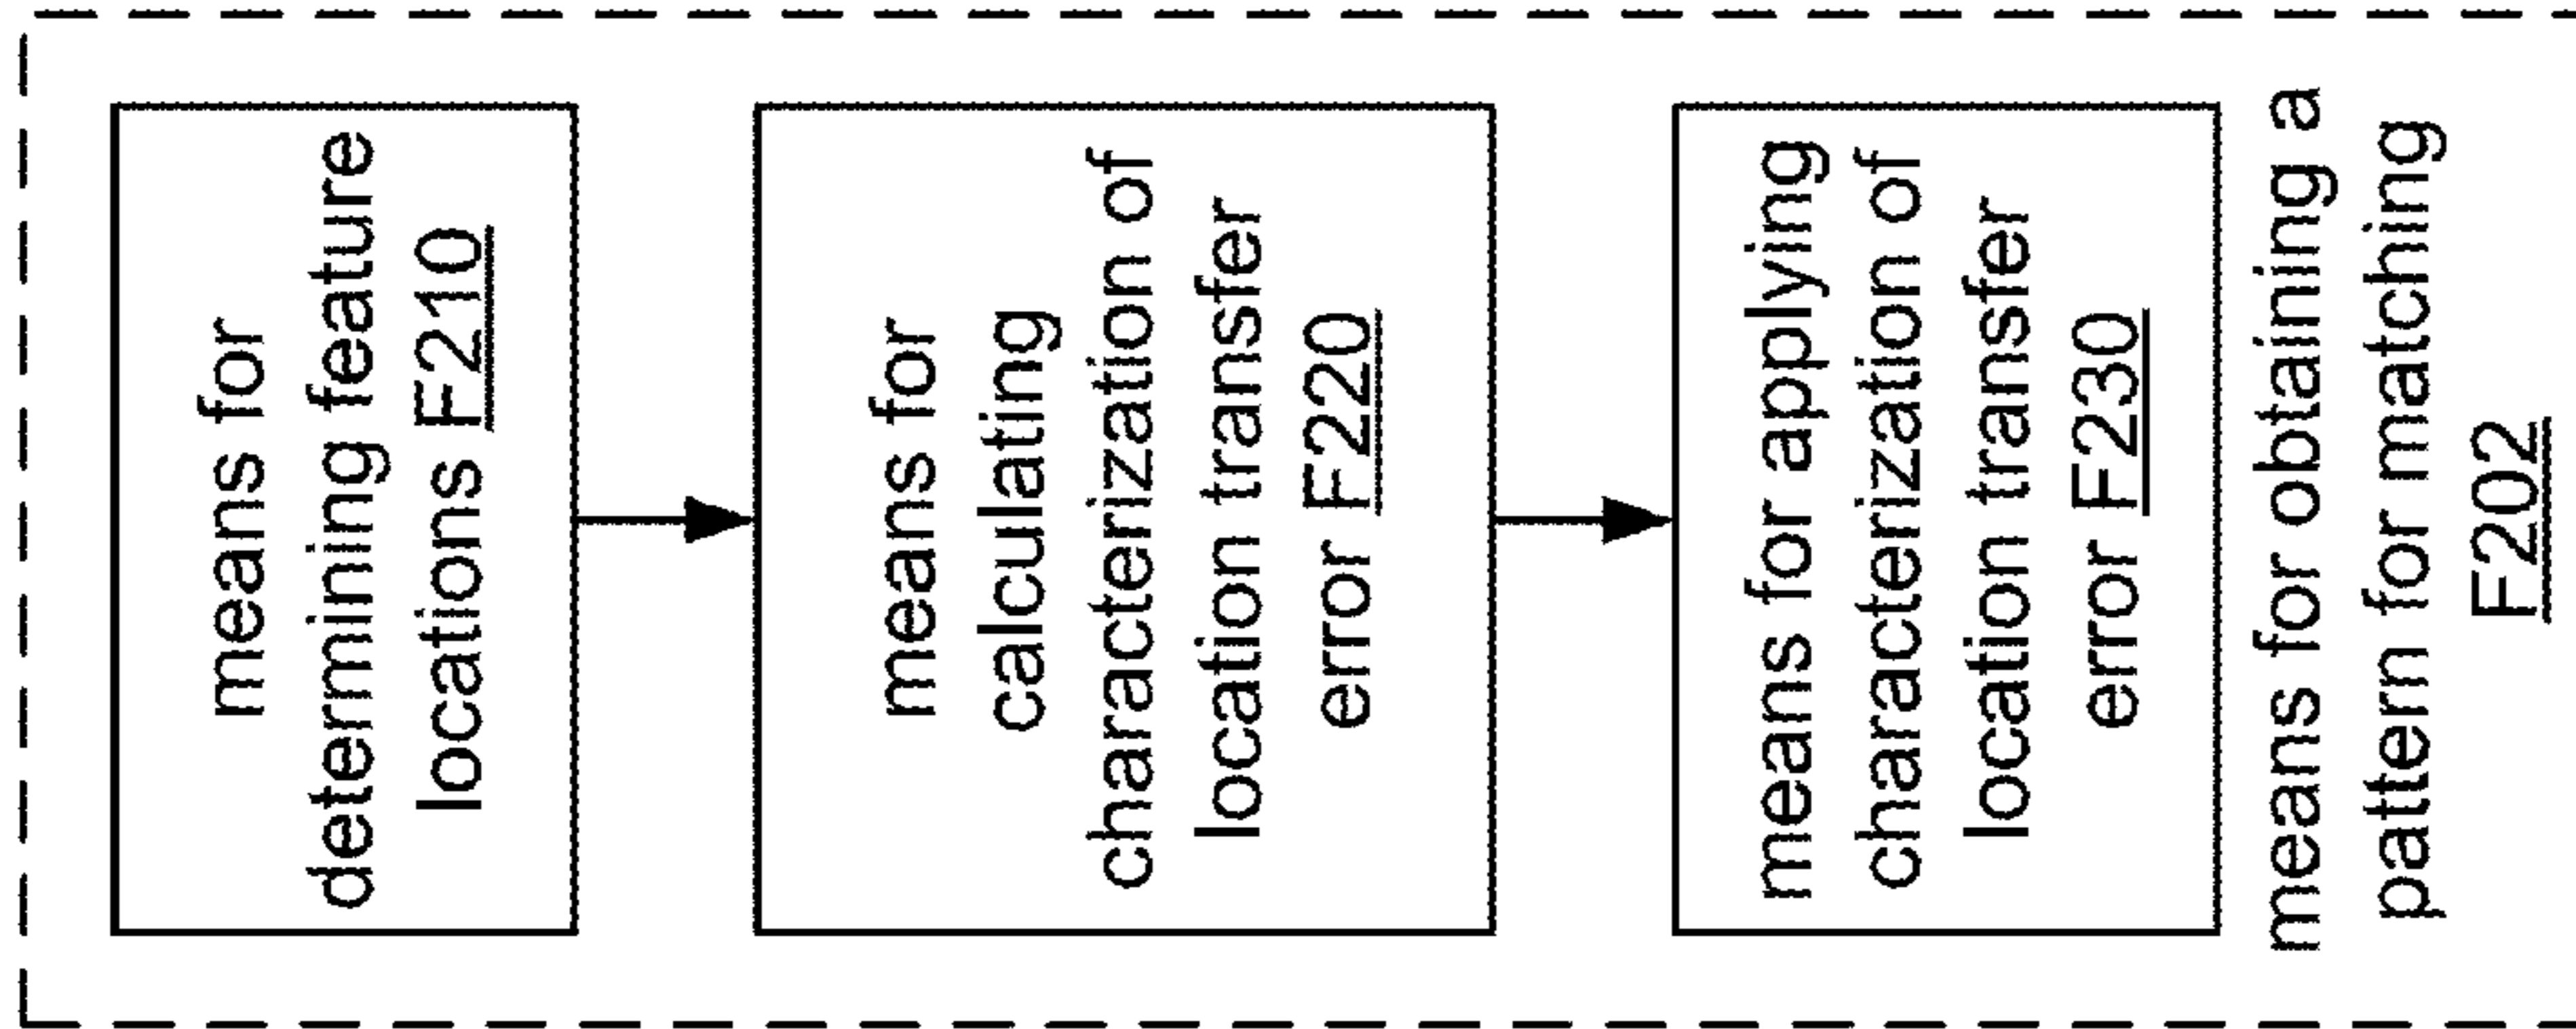 means for
determining feature
locations F210
means for
calculating
characterization of
location transfer
error F220
means for applying
characterization of
location transfer
error F230
means for obtaining a
pattern for matching
F202